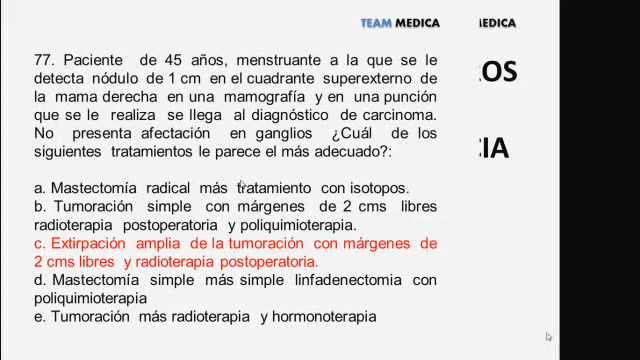 TEAM MEDICA
MEDICA
OS
IA
77. Paciente de 45 años, menstruante a la que se le
detecta nódulo de 1 cm en el cuadrante superexterno de
la mama derecha en una mamografía y en una punción
que se le realiza se llega al diagnóstico de carcinoma.
No presenta afectación en ganglios ¿Cuál de los
siguientes tratamientos le parece el más adecuado?:
a. Mastectomía radical más tratamiento con isotopos.
b. Tumoración simple con márgenes de 2 cms libres
radioterapia postoperatoria y poliquimioterapia.
c. Extirpación amplia de la tumoración con márgenes de
2 cms libres y radioterapia postoperatoria.
d. Mastectomía simple más simple linfadenectomia con
poliquimioterapia
e. Tumoración más radioterapia y hormonoterapia